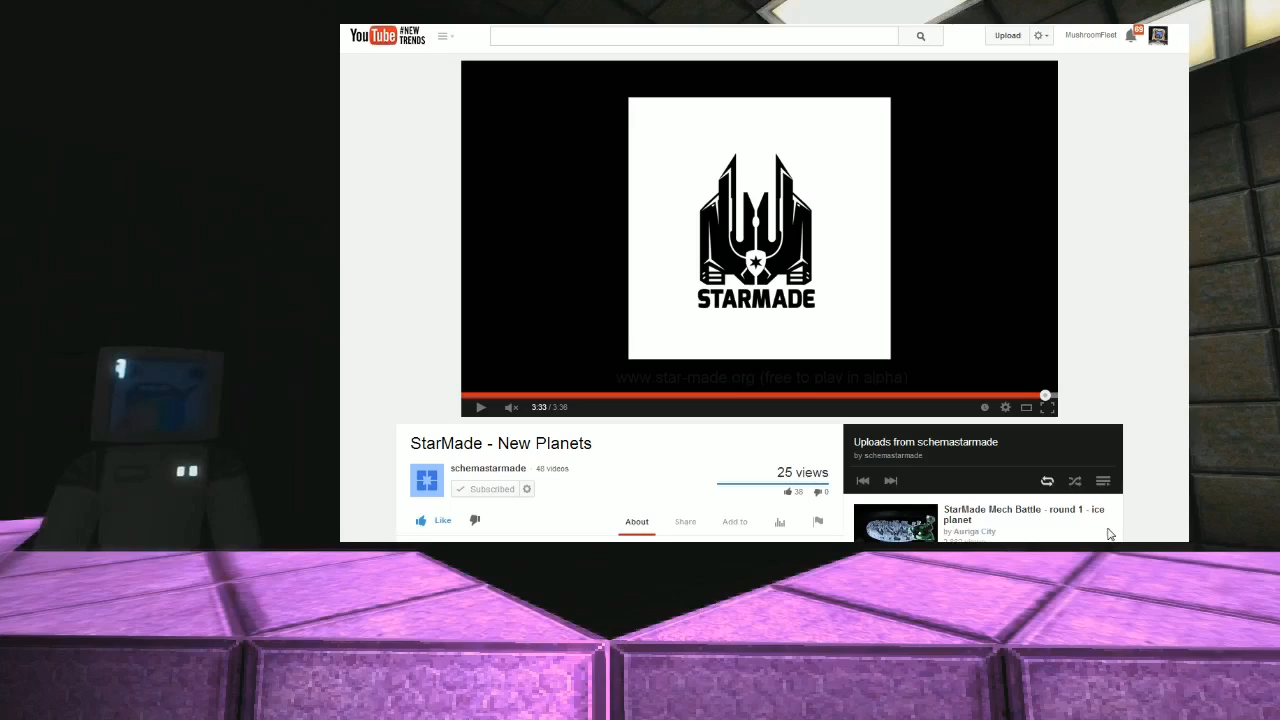 YouTube #NEW TRENDS
Upload
MushroomFleet
69
STARMADE
www.star-made.org (free to play in alpha)
3:33 / 3:36
StarMade - New Planets
schemastarmade · 48 videos
Subscribed
25 views
38 0
Like
About
Share
Add to
Uploads from schemastarmade
by schemastarmade
StarMade Mech Battle - round 1 - ice planet
by Auriga City